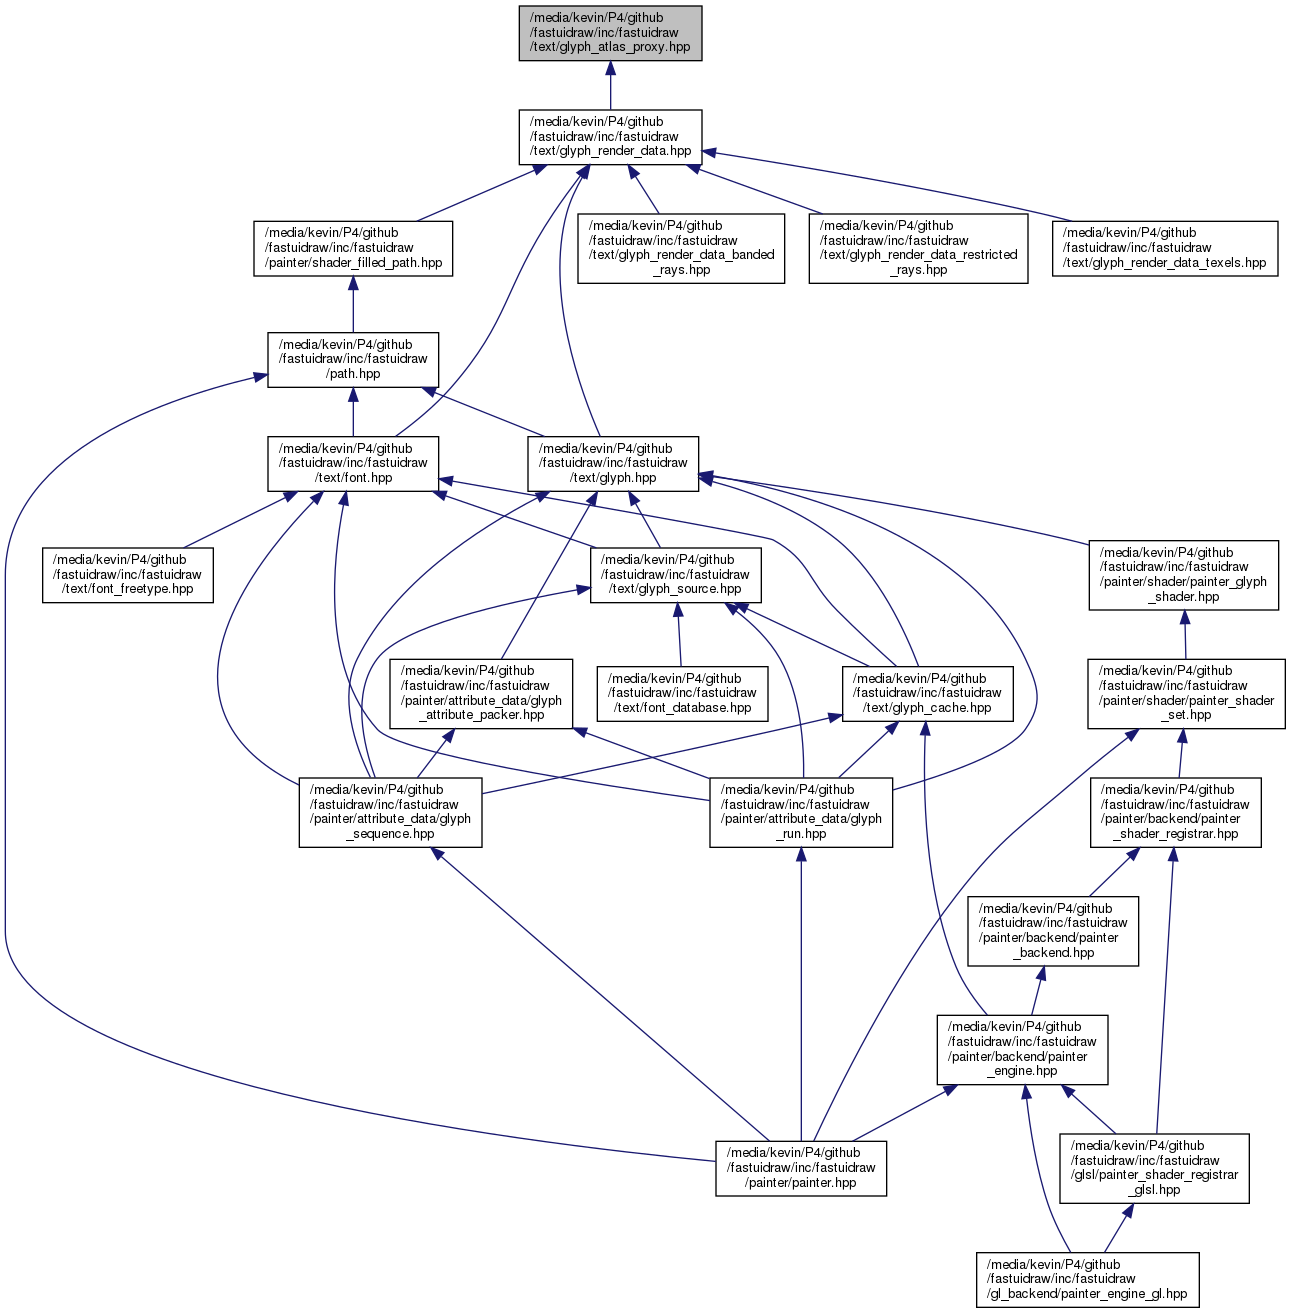 /media/kevin/P4/github
/fastuidraw/inc/fastuidraw
/text/glyph_atlas_proxy.hpp
/media/kevin/P4/github
/fastuidraw/inc/fastuidraw
/text/glyph_render_data.hpp
/media/kevin/P4/github
/fastuidraw/inc/fastuidraw
/painter/shader_filled_path.hpp
/media/kevin/P4/github
/fastuidraw/inc/fastuidraw
/text/glyph_render_data_banded
_rays.hpp
/media/kevin/P4/github
/fastuidraw/inc/fastuidraw
/text/glyph_render_data_restricted
_rays.hpp
/media/kevin/P4/github
/fastuidraw/inc/fastuidraw
/text/glyph_render_data_texels.hpp
/media/kevin/P4/github
/fastuidraw/inc/fastuidraw
/path.hpp
/media/kevin/P4/github
/fastuidraw/inc/fastuidraw
/text/font.hpp
/media/kevin/P4/github
/fastuidraw/inc/fastuidraw
/text/glyph.hpp
/media/kevin/P4/github
/fastuidraw/inc/fastuidraw
/text/font_freetype.hpp
/media/kevin/P4/github
/fastuidraw/inc/fastuidraw
/text/glyph_source.hpp
/media/kevin/P4/github
/fastuidraw/inc/fastuidraw
/painter/shader/painter_glyph
_shader.hpp
/media/kevin/P4/github
/fastuidraw/inc/fastuidraw
/painter/attribute_data/glyph
_attribute_packer.hpp
/media/kevin/P4/github
/fastuidraw/inc/fastuidraw
/text/font_database.hpp
/media/kevin/P4/github
/fastuidraw/inc/fastuidraw
/text/glyph_cache.hpp
/media/kevin/P4/github
/fastuidraw/inc/fastuidraw
/painter/shader/painter_shader
_set.hpp
/media/kevin/P4/github
/fastuidraw/inc/fastuidraw
/painter/attribute_data/glyph
_sequence.hpp
/media/kevin/P4/github
/fastuidraw/inc/fastuidraw
/painter/attribute_data/glyph
_run.hpp
/media/kevin/P4/github
/fastuidraw/inc/fastuidraw
/painter/backend/painter
_shader_registrar.hpp
/media/kevin/P4/github
/fastuidraw/inc/fastuidraw
/painter/backend/painter
_backend.hpp
/media/kevin/P4/github
/fastuidraw/inc/fastuidraw
/painter/backend/painter
_engine.hpp
/media/kevin/P4/github
/fastuidraw/inc/fastuidraw
/painter/painter.hpp
/media/kevin/P4/github
/fastuidraw/inc/fastuidraw
/glsl/painter_shader_registrar
_glsl.hpp
/media/kevin/P4/github
/fastuidraw/inc/fastuidraw
/gl_backend/painter_engine_gl.hpp